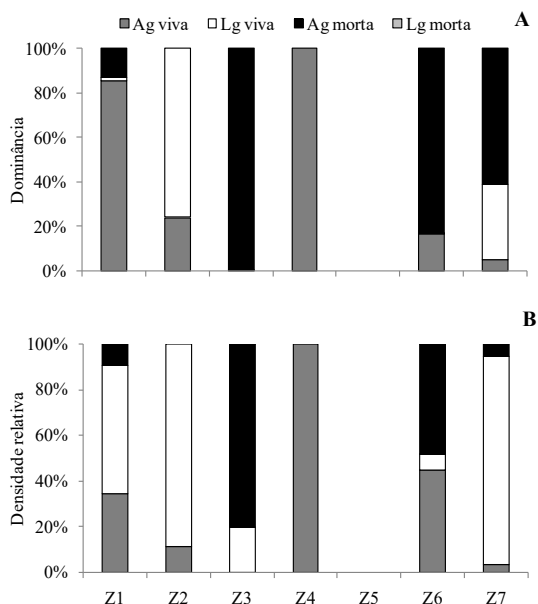 Ag viva Lg viva Ag morta Lg morta
A
100%
80%
60%
40%
20%
0%
Dominância
B
100%
80%
60%
40%
20%
0%
Densidade relativa
Z1 Z2 Z3 Z4 Z5 Z6 Z7